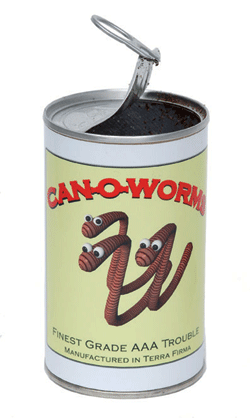 CAN-O-WORMS
FINEST GRADE AAA TROUBLE
MANUFACTURED IN TERRA FIRMA